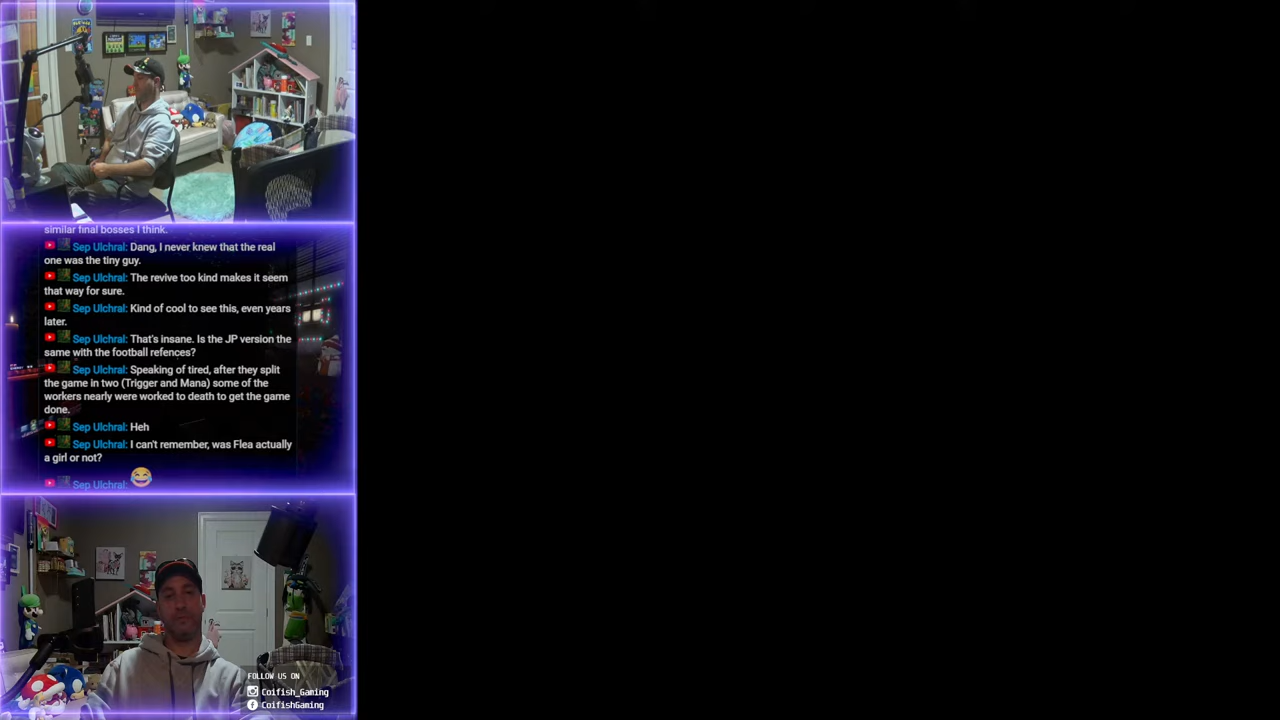 similar final bosses I think.
Sep Ulchral: Dang, I never knew that the real
one was the tiny guy.
Sep Ulchral: The revive too kind makes it seem
that way for sure.
Sep Ulchral: Kind of cool to see this, even years
later.
Sep Ulchral: That's insane. Is the JP version the
same with the football refences?
Sep Ulchral: Speaking of tired, after they split
the game in two (Trigger and Mana) some of the
workers nearly were worked to death to get the game
done.
Sep Ulchral: Heh
Sep Ulchral: I can't remember, was Flea actually
a girl or not?
Sep Ulchral: 😂
FOLLOW US ON
Coifish_Gaming
CoifishGaming